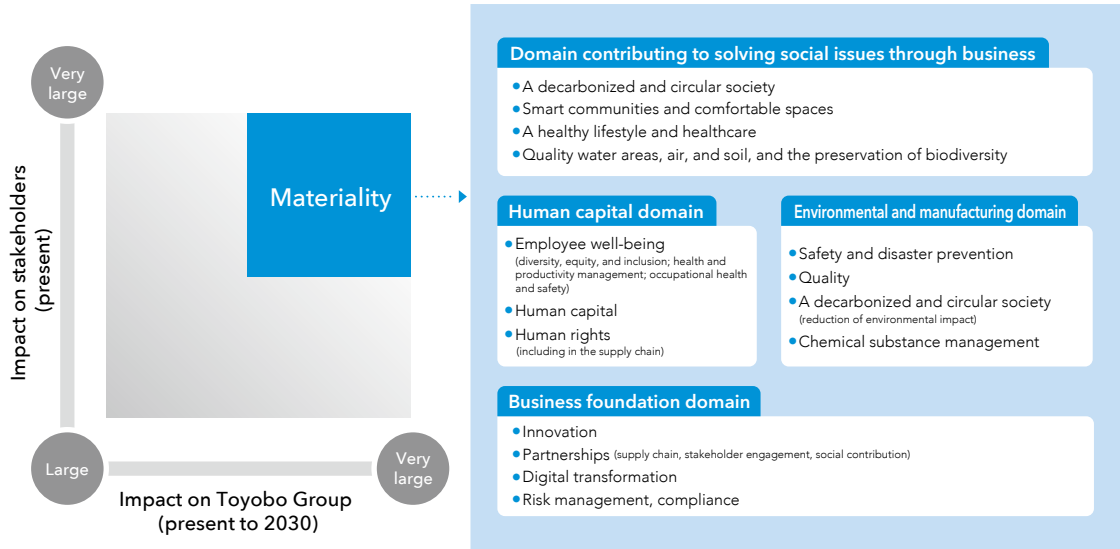 Very
large
Impact on stakeholders
(present)
Materiality
Large
Very
large
Impact on Toyobo Group
(present to 2030)
Domain contributing to solving social issues through business
•A decarbonized and circular society
•Smart communities and comfortable spaces
•A healthy lifestyle and healthcare
•Quality water areas, air, and soil, and the preservation of biodiversity
Human capital domain
•Employee well-being
(diversity, equity, and inclusion; health and
productivity management; occupational health
and safety)
•Human capital
•Human rights
(including in the supply chain)
Environmental and manufacturing domain
•Safety and disaster prevention
•Quality
•A decarbonized and circular society
(reduction of environmental impact)
•Chemical substance management
Business foundation domain
•Innovation
•Partnerships (supply chain, stakeholder engagement, social contribution)
•Digital transformation
•Risk management, compliance